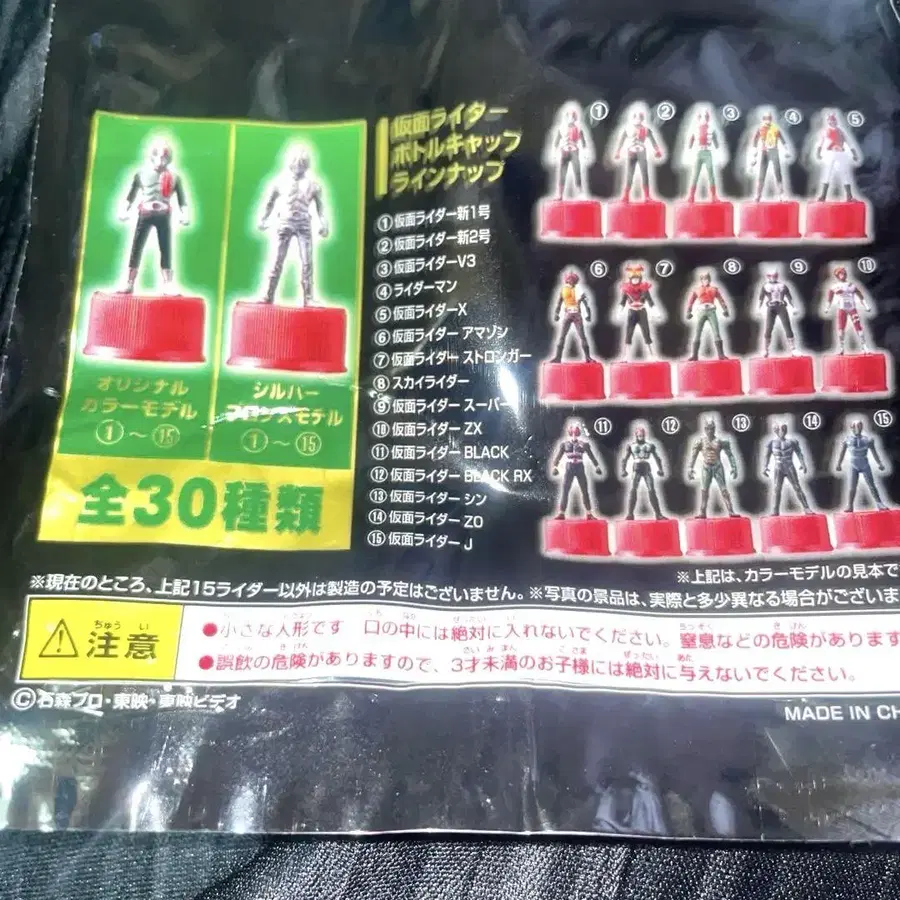 仮面ライダー
ボトルキャップ
ラインナップ
①仮面ライダー新1号
②仮面ライダー新2号
③仮面ライダーV3
④ライダーマン
⑤仮面ライダーX
⑥仮面ライダー アマゾン
⑦仮面ライダー ストロンガー
⑧スカイライダー
⑨仮面ライダー スーパー
⑩仮面ライダー ZX
⑪仮面ライダー BLACK
⑫仮面ライダー BLACK RX
⑬仮面ライダー シン
⑭仮面ライダー ZO
⑮仮面ライダー J
オリジナル
カラーモデル
①～⑮
シルバー
ブロンズモデル
①～⑮
全30種類
① ② ③ ④ ⑤
⑥ ⑦ ⑧ ⑨ ⑩
⑪ ⑫ ⑬ ⑭ ⑮
※上記は、カラーモデルの見本で
※現在のところ、上記15ライダー以外は製造の予定はございません。※写真の景品は、実際と多少異なる場合がございま
ちゅう い
注意
●小さな人形です 口の中には絶対に入れないでください。窒息などの危険があります
●誤飲の危険がありますので、3才未満のお子様には絶対に与えないでください。
©石森プロ・東映・東映ビデオ
MADE IN CH